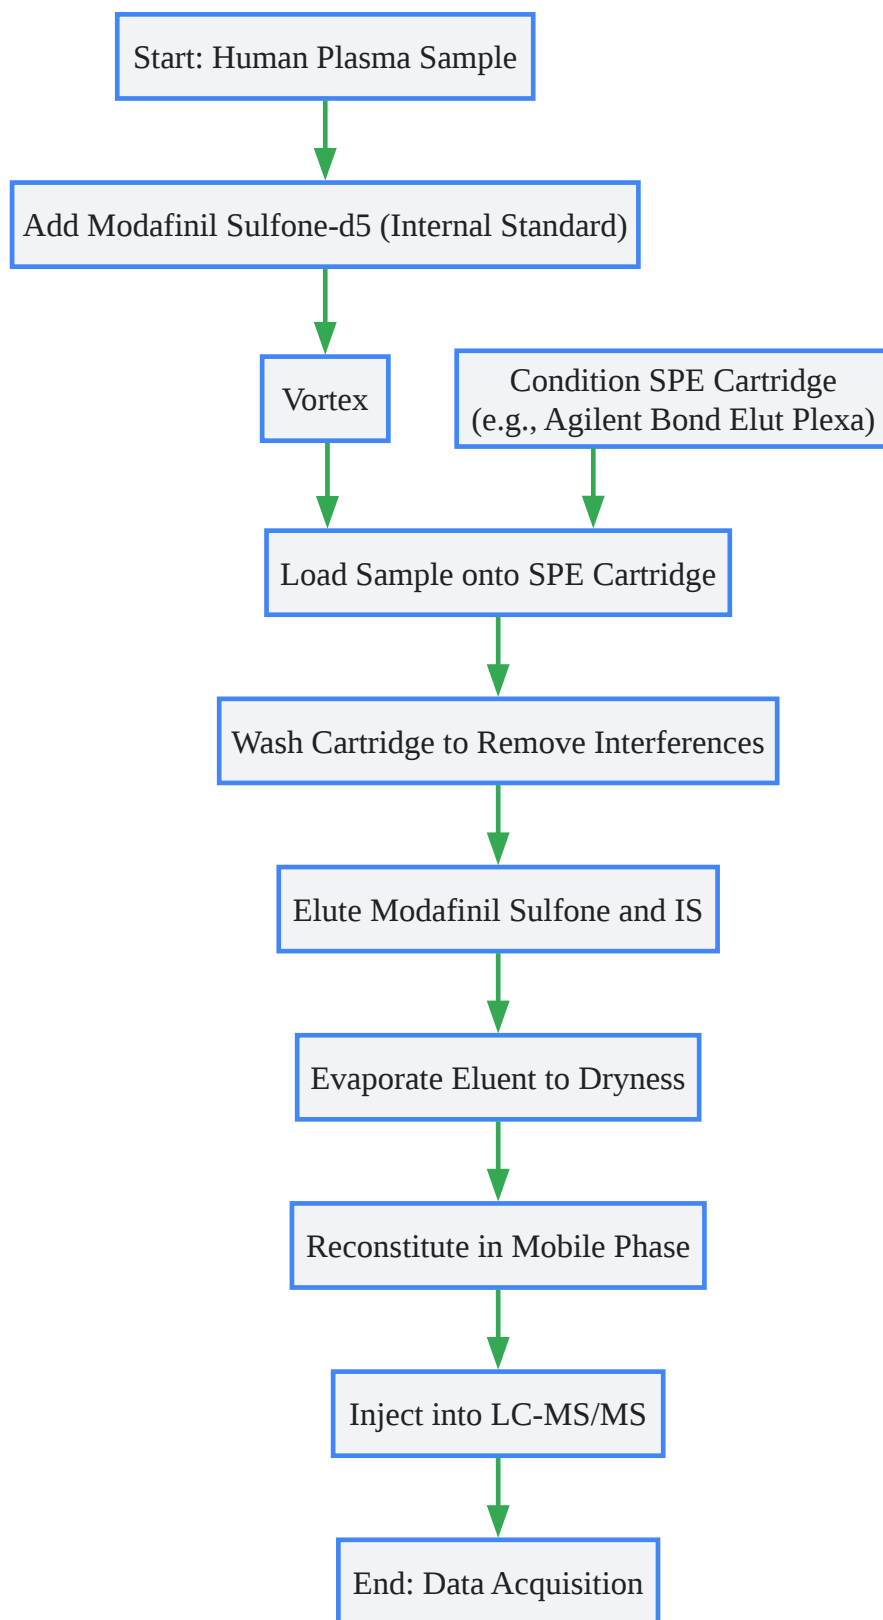 Start: Human Plasma Sample
Add Modafinil Sulfone-d5 (Internal Standard)
Vortex
Condition SPE Cartridge
(e.g., Agilent Bond Elut Plexa)
Load Sample onto SPE Cartridge
Wash Cartridge to Remove Interferences
Elute Modafinil Sulfone and IS
Evaporate Eluent to Dryness
Reconstitute in Mobile Phase
Inject into LC-MS/MS
End: Data Acquisition